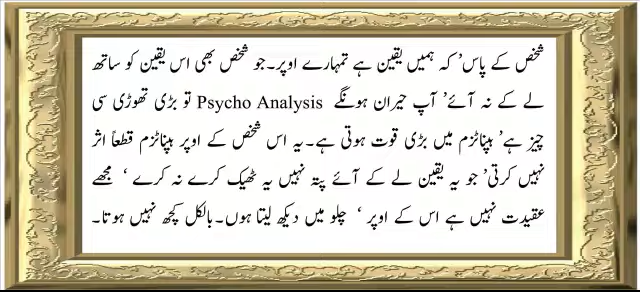 شخص کے پاس' کہ ہمیں یقین ہے تمہارے اوپر۔جو شخص بھی اس یقین کو ساتھ
لے کے نہ آئے' آپ حیران ہونگے Psycho Analysis تو بڑی تھوڑی سی
چیز ہے' ہپناٹزم میں بڑی قوت ہوتی ہے۔یہ اس شخص کے اوپر ہپناٹزم قطعاً اثر
نہیں کرتی' جو یہ یقین لے کے آئے پتہ نہیں یہ ٹھیک کرے نہ کرے ' مجھے
عقیدت نہیں ہے اس کے اوپر ' چلو میں دیکھ لیتا ہوں۔بالکل کچھ نہیں ہوتا۔